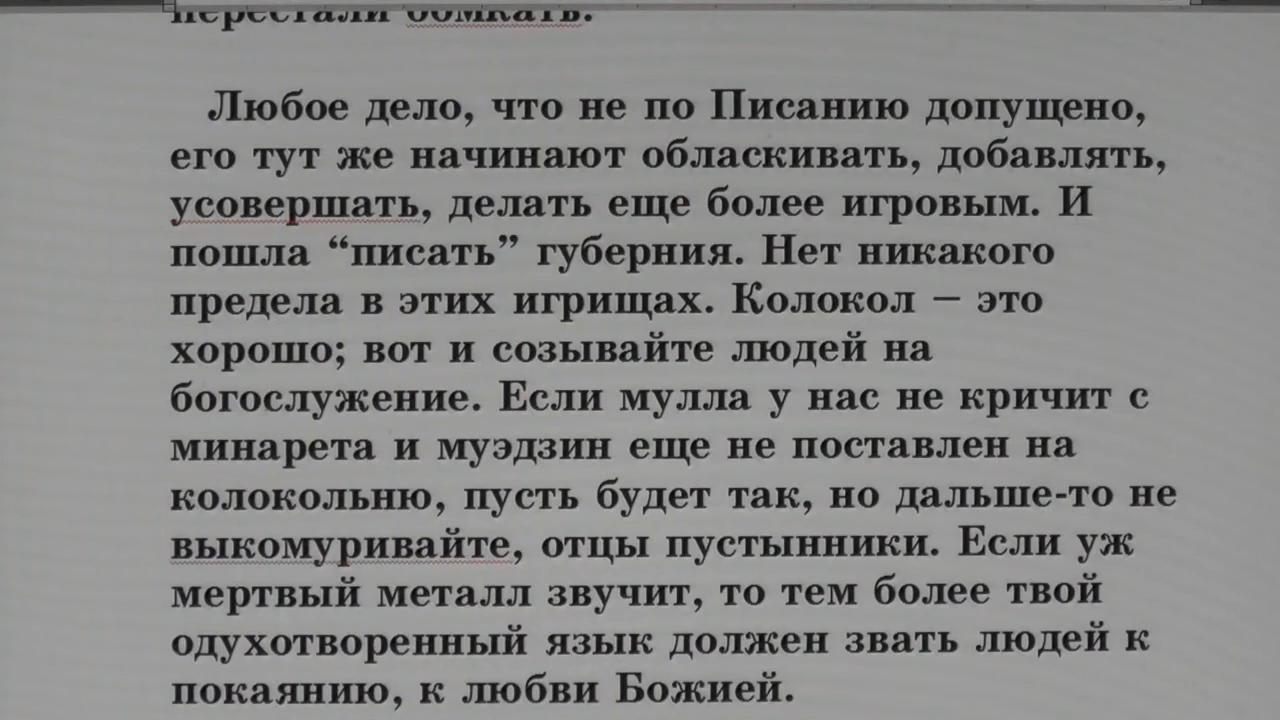 перестали бомкать.
Любое дело, что не по Писанию допущено,
его тут же начинают обласкивать, добавлять,
усовершать, делать еще более игровым. И
пошла “писать” губерния. Нет никакого
предела в этих игрищах. Колокол – это
хорошо; вот и созывайте людей на
богослужение. Если мулла у нас не кричит с
минарета и муэдзин еще не поставлен на
колокольню, пусть будет так, но дальше-то не
выкомуривайте, отцы пустынники. Если уж
мертвый металл звучит, то тем более твой
одухотворенный язык должен звать людей к
покаянию, к любви Божией.